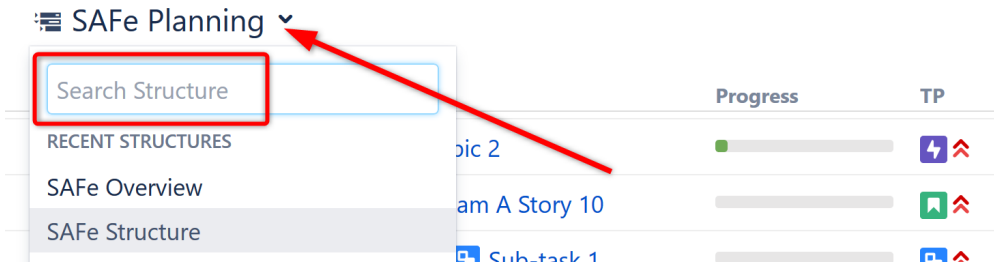 SAFe Planning
Search Structure
Progress TP
RECENT STRUCTURES
pic 2
SAFe Overview
am A Story 10
SAFe Structure
Sub-task 1